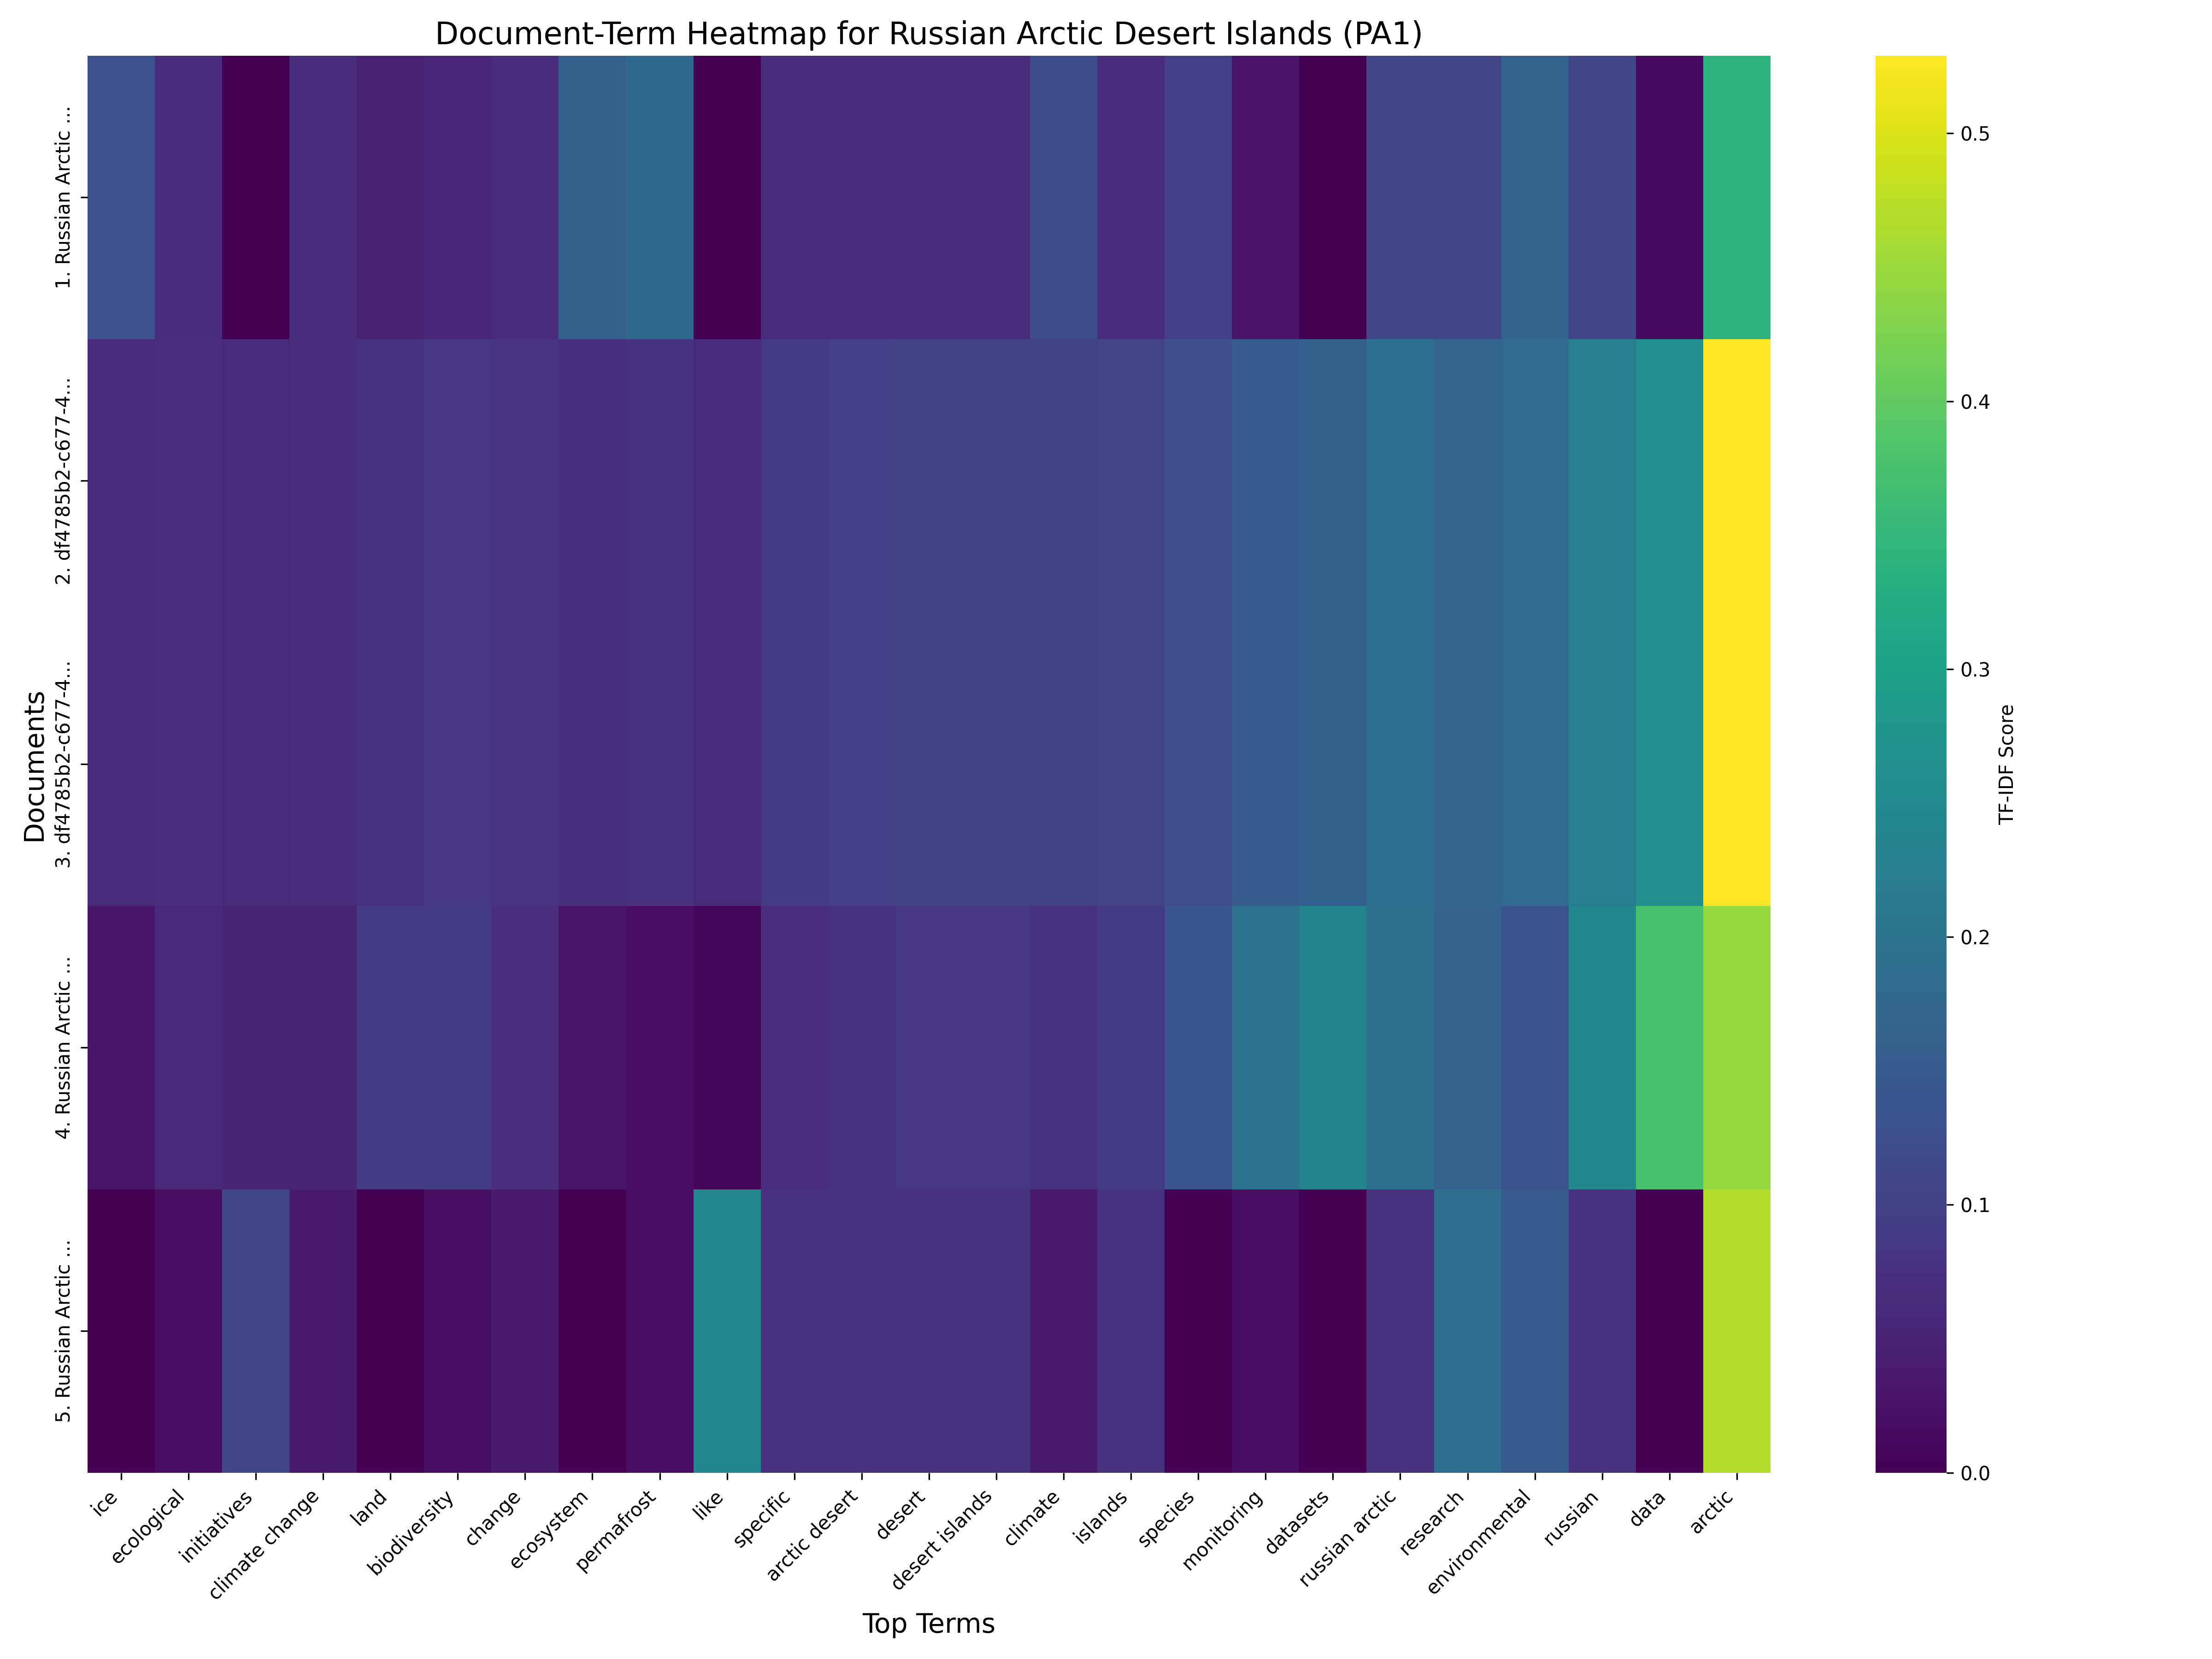 Document-Term Heatmap for Russian Arctic Desert Islands (PA1)
Documents
1. Russian Arctic ...
2. df4785b2-c677-4...
3. df4785b2-c677-4...
4. Russian Arctic ...
5. Russian Arctic ...
ice
ecological
initiatives
climate change
land
biodiversity
change
ecosystem
permafrost
like
specific
arctic desert
desert
desert islands
climate
islands
species
monitoring
datasets
russian arctic
research
environmental
russian
data
arctic
Top Terms
0.5
0.4
0.3
0.2
0.1
0.0
TF-IDF Score